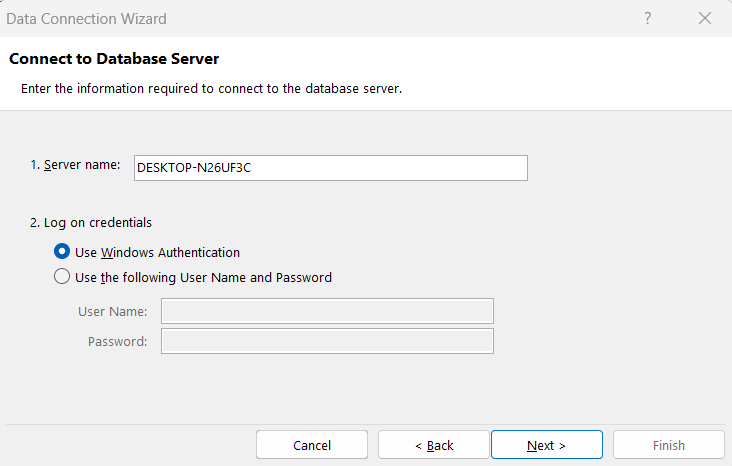 Data Connection Wizard ?
Connect to Database Server
Enter the information required to connect to the database server.
1. Server name: DESKTOP-N26UF3C
2. Log on credentials
Use Windows Authentication
Use the following User Name and Password
User Name:
Password:
Cancel < Back Next > Finish